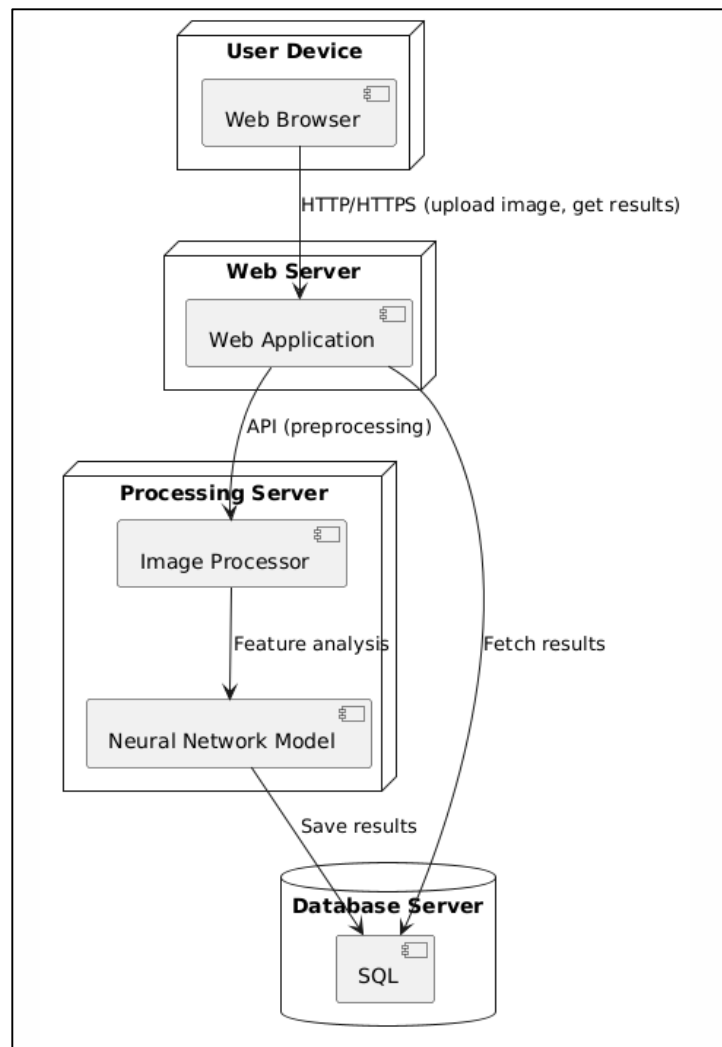 User Device
Web Browser
HTTP/HTTPS (upload image, get results)
Web Server
Web Application
API (preprocessing)
Processing Server
Image Processor
Feature analysis
Fetch results
Neural Network Model
Save results
Database Server
SQL